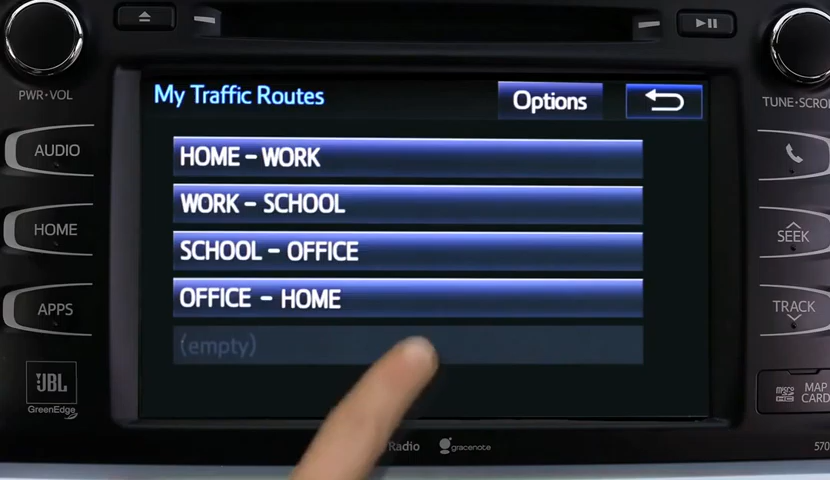 PWR•VOL
AUDIO
HOME
APPS
JBL
GreenEdge
My Traffic Routes
Options
HOME – WORK
WORK – SCHOOL
SCHOOL – OFFICE
OFFICE – HOME
(empty)
Radio
gracenote
TUNE•SCRO
SEEK
TRACK
micro
MAP
CARD
570